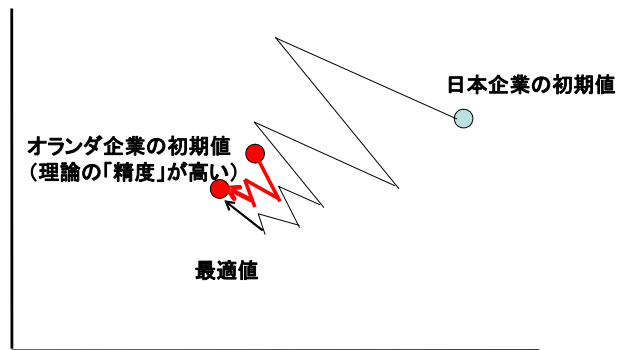 日本企業の初期値
オランダ企業の初期値
（理論の「精度」が高い）
最適値